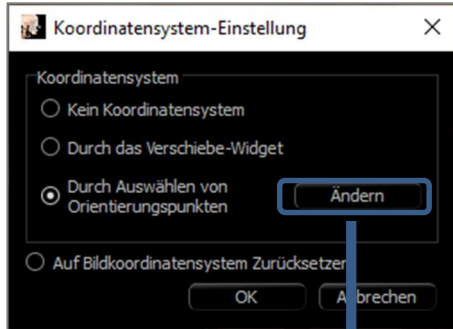 Koordinatensystem-Einstellung
Koordinatensystem
Kein Koordinatensystem
Durch das Verschiebe-Widget
Durch Auswählen von
Orientierungspunkten
Ändern
Auf Bildkoordinatensystem Zurücksetzen
OK
Abbrechen